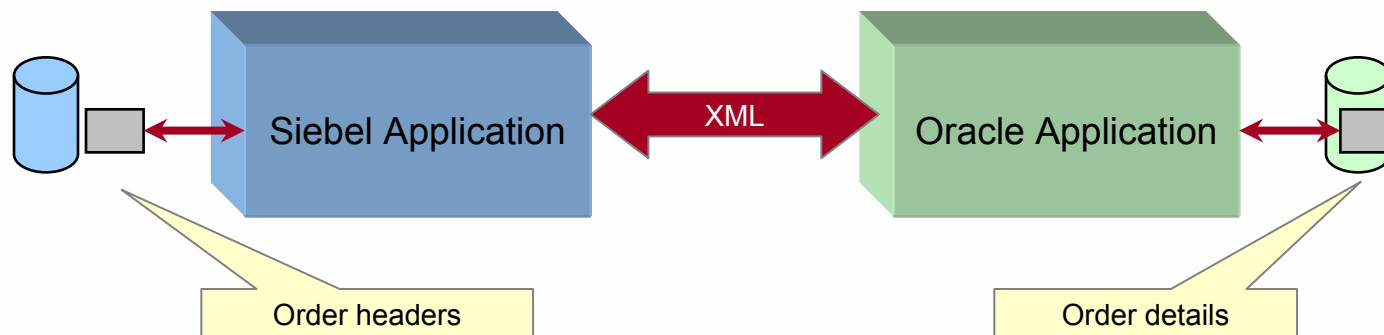 Siebel Application
XML
Oracle Application
Order headers
Order details